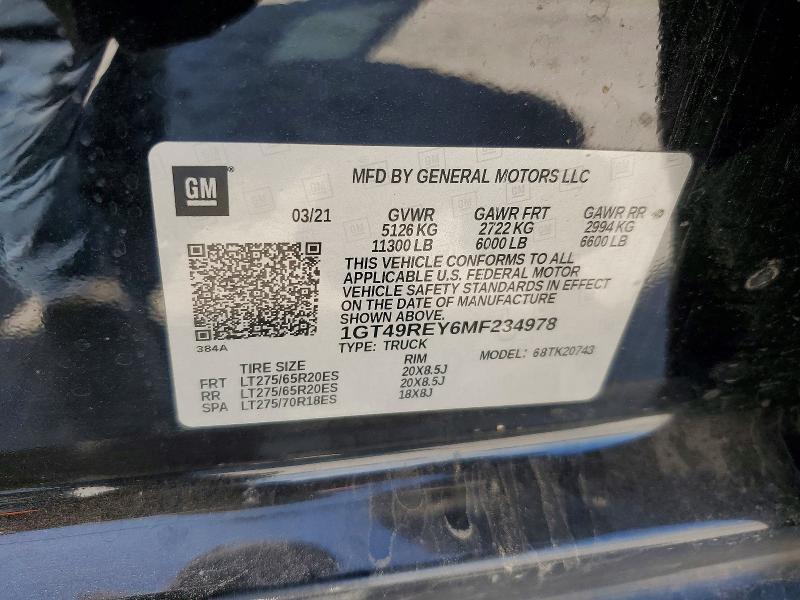 GM
MFD BY GENERAL MOTORS LLC
03/21 GVWR GAWR FRT GAWR RR
5126 KG 2722 KG 2994 KG
11300 LB 6000 LB 6600 LB
THIS VEHICLE CONFORMS TO ALL
APPLICABLE U.S. FEDERAL MOTOR
VEHICLE SAFETY STANDARDS IN EFFECT
ON THE DATE OF MANUFACTURE
SHOWN ABOVE.
1GT49REY6MF234978
384A
TYPE: TRUCK MODEL: 68TK20743
TIRE SIZE RIM
FRT LT275/65R20ES 20X8.5J
RR LT275/65R20ES 20X8.5J
SPA LT275/70R18ES 18X8J